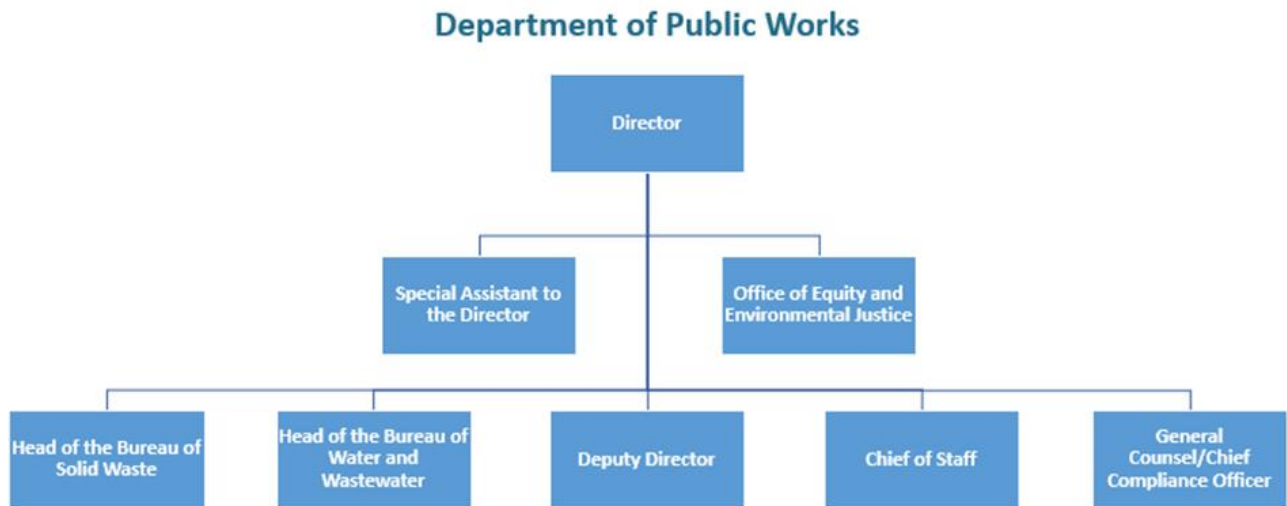 Department of Public Works
Director
Special Assistant to
the Director
Office of Equity and
Environmental Justice
Head of the Bureau of
Solid Waste
Head of the Bureau of
Water and
Wastewater
Deputy Director
Chief of Staff
General
Counsel/Chief
Compliance Officer